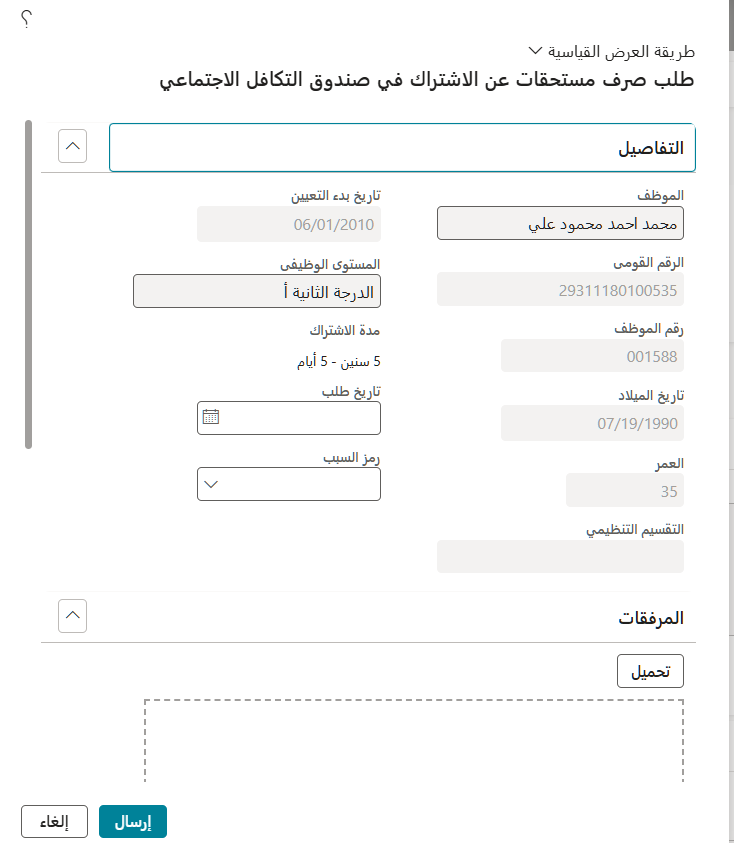 ؟
طريقة العرض القياسية
طلب صرف مستحقات عن الاشتراك في صندوق التكافل الاجتماعي
التفاصيل
الموظف
محمد احمد محمود علي
الرقم القومى
29311180100535
رقم الموظف
001588
تاريخ الميلاد
07/19/1990
العمر
35
التقسيم التنظيمي
تاريخ بدء التعيين
06/01/2010
المستوى الوظيفى
الدرجة الثانية أ
مدة الاشتراك
5 سنين - 5 أيام
تاريخ طلب
رمز السبب
المرفقات
تحميل
إرسال
إلغاء